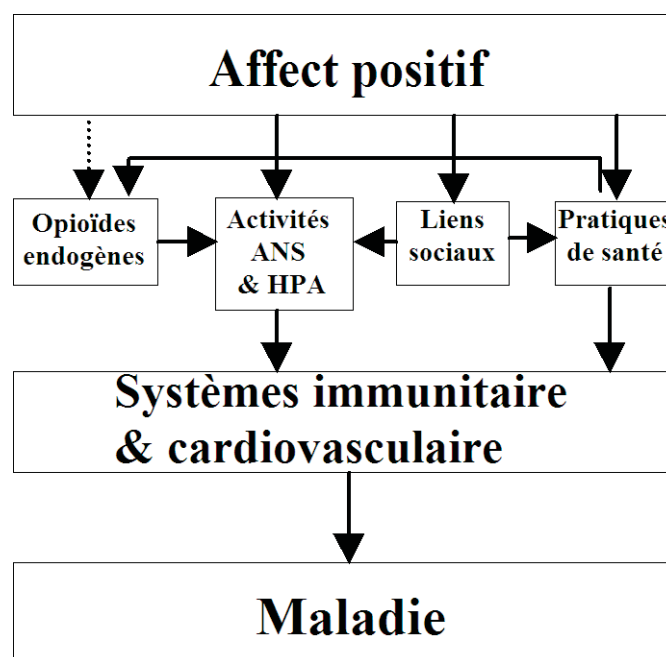 Affect positif
Opioïdes
endogènes
Activités
ANS
& HPA
Liens
sociaux
Pratiques
de santé
Systèmes immunitaire
& cardiovasculaire
Maladie